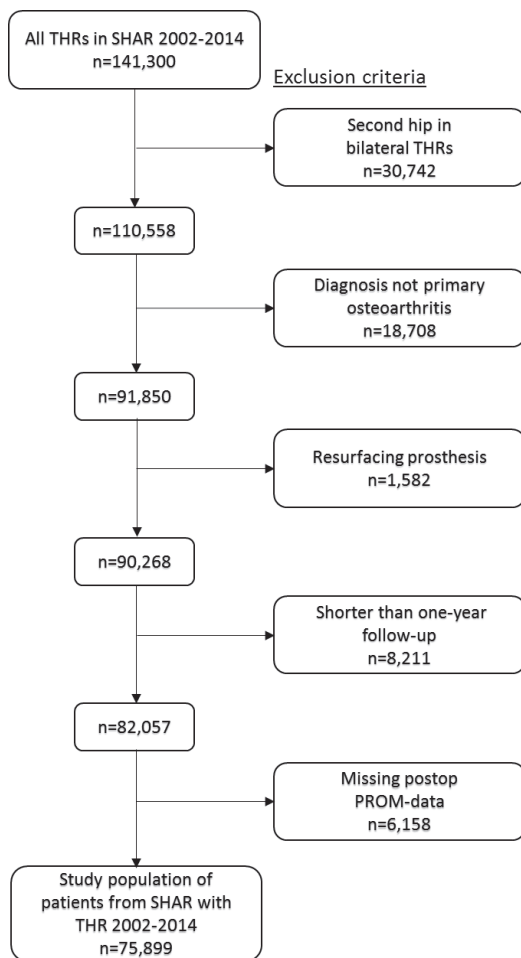 All THRs in SHAR 2002-2014
n=141,300
Exclusion criteria
Second hip in
bilateral THRs
n=30,742
n=110,558
Diagnosis not primary
osteoarthritis
n=18,708
n=91,850
Resurfacing prosthesis
n=1,582
n=90,268
Shorter than one-year
follow-up
n=8,211
n=82,057
Missing postop
PROM-data
n=6,158
Study population of
patients from SHAR with
THR 2002-2014
n=75,899